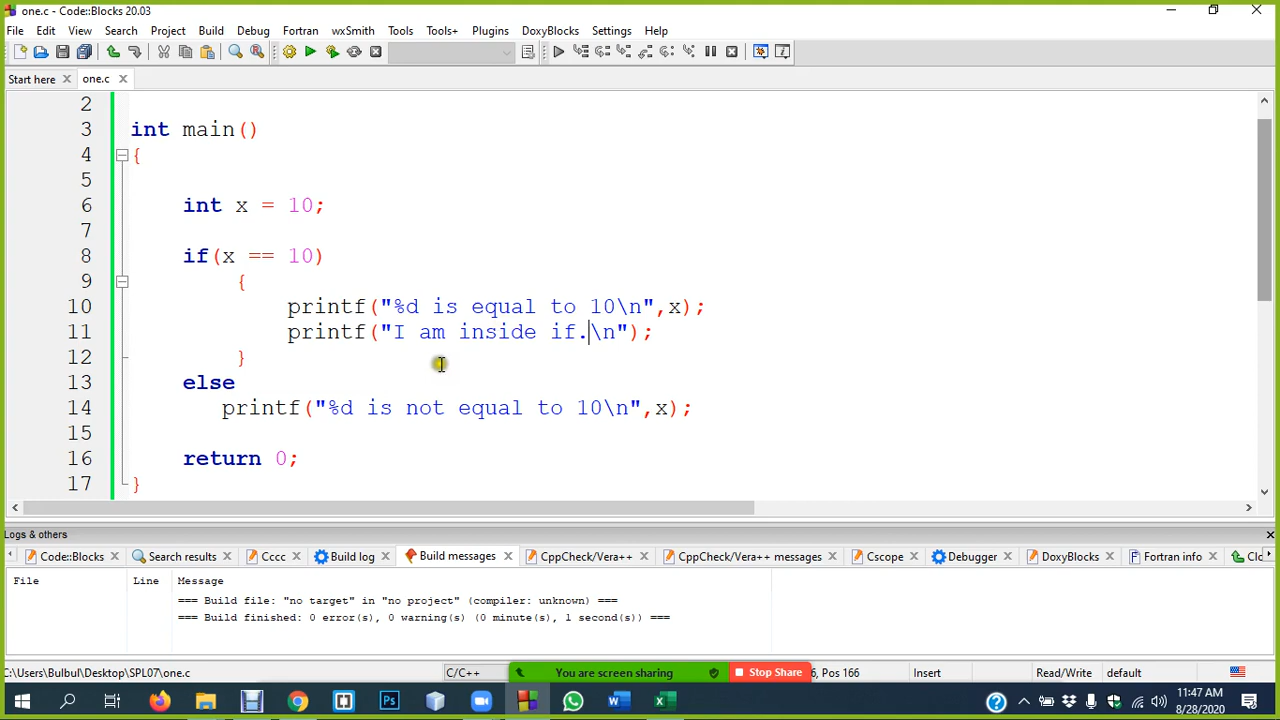 one.c - Code::Blocks 20.03
File Edit View Search Project Build Debug Fortran wxSmith Tools Tools+ Plugins DoxyBlocks Settings Help
Start here one.c
2
3 int main()
4 {
5
6 int x = 10;
7
8 if(x == 10)
9 {
10 printf("%d is equal to 10\n",x);
11 printf("I am inside if.\n");
12 }
13 else
14 printf("%d is not equal to 10\n",x);
15
16 return 0;
17 }
Logs & others
Code::Blocks Search results Cccc Build log Build messages CppCheck/Vera++ CppCheck/Vera++ messages Cscope Debugger DoxyBlocks Fortran info Clo
File Line Message
=== Build file: "no target" in "no project" (compiler: unknown) ===
=== Build finished: 0 error(s), 0 warning(s) (0 minute(s), 1 second(s)) ===
C:\Users\Bulbul\Desktop\SPL07\one.c C/C++ You are screen sharing Stop Share 6, Pos 166 Insert Read/Write default
11:47 AM
8/28/2020